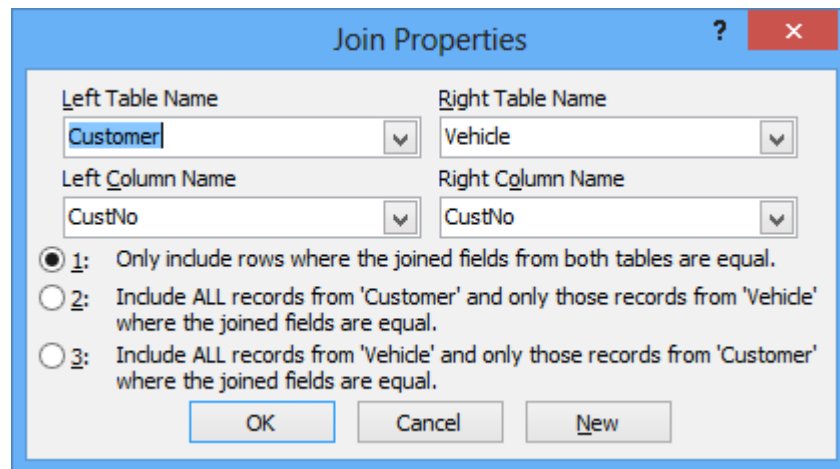 Join Properties
?
Left Table Name
Right Table Name
Customer
Vehicle
Left Column Name
Right Column Name
CustNo
CustNo
1: Only include rows where the joined fields from both tables are equal.
2: Include ALL records from 'Customer' and only those records from 'Vehicle'
where the joined fields are equal.
3: Include ALL records from 'Vehicle' and only those records from 'Customer'
where the joined fields are equal.
OK
Cancel
New